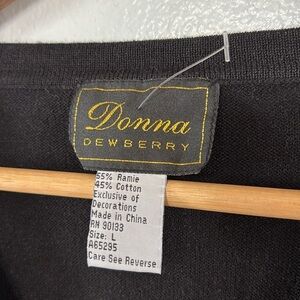 Donna
DEWBERRY
55% Ramie
45% Cotton
Exclusive of
Decorations
Made in China
RN 90133
Size: L
A65295
Care See Reverse